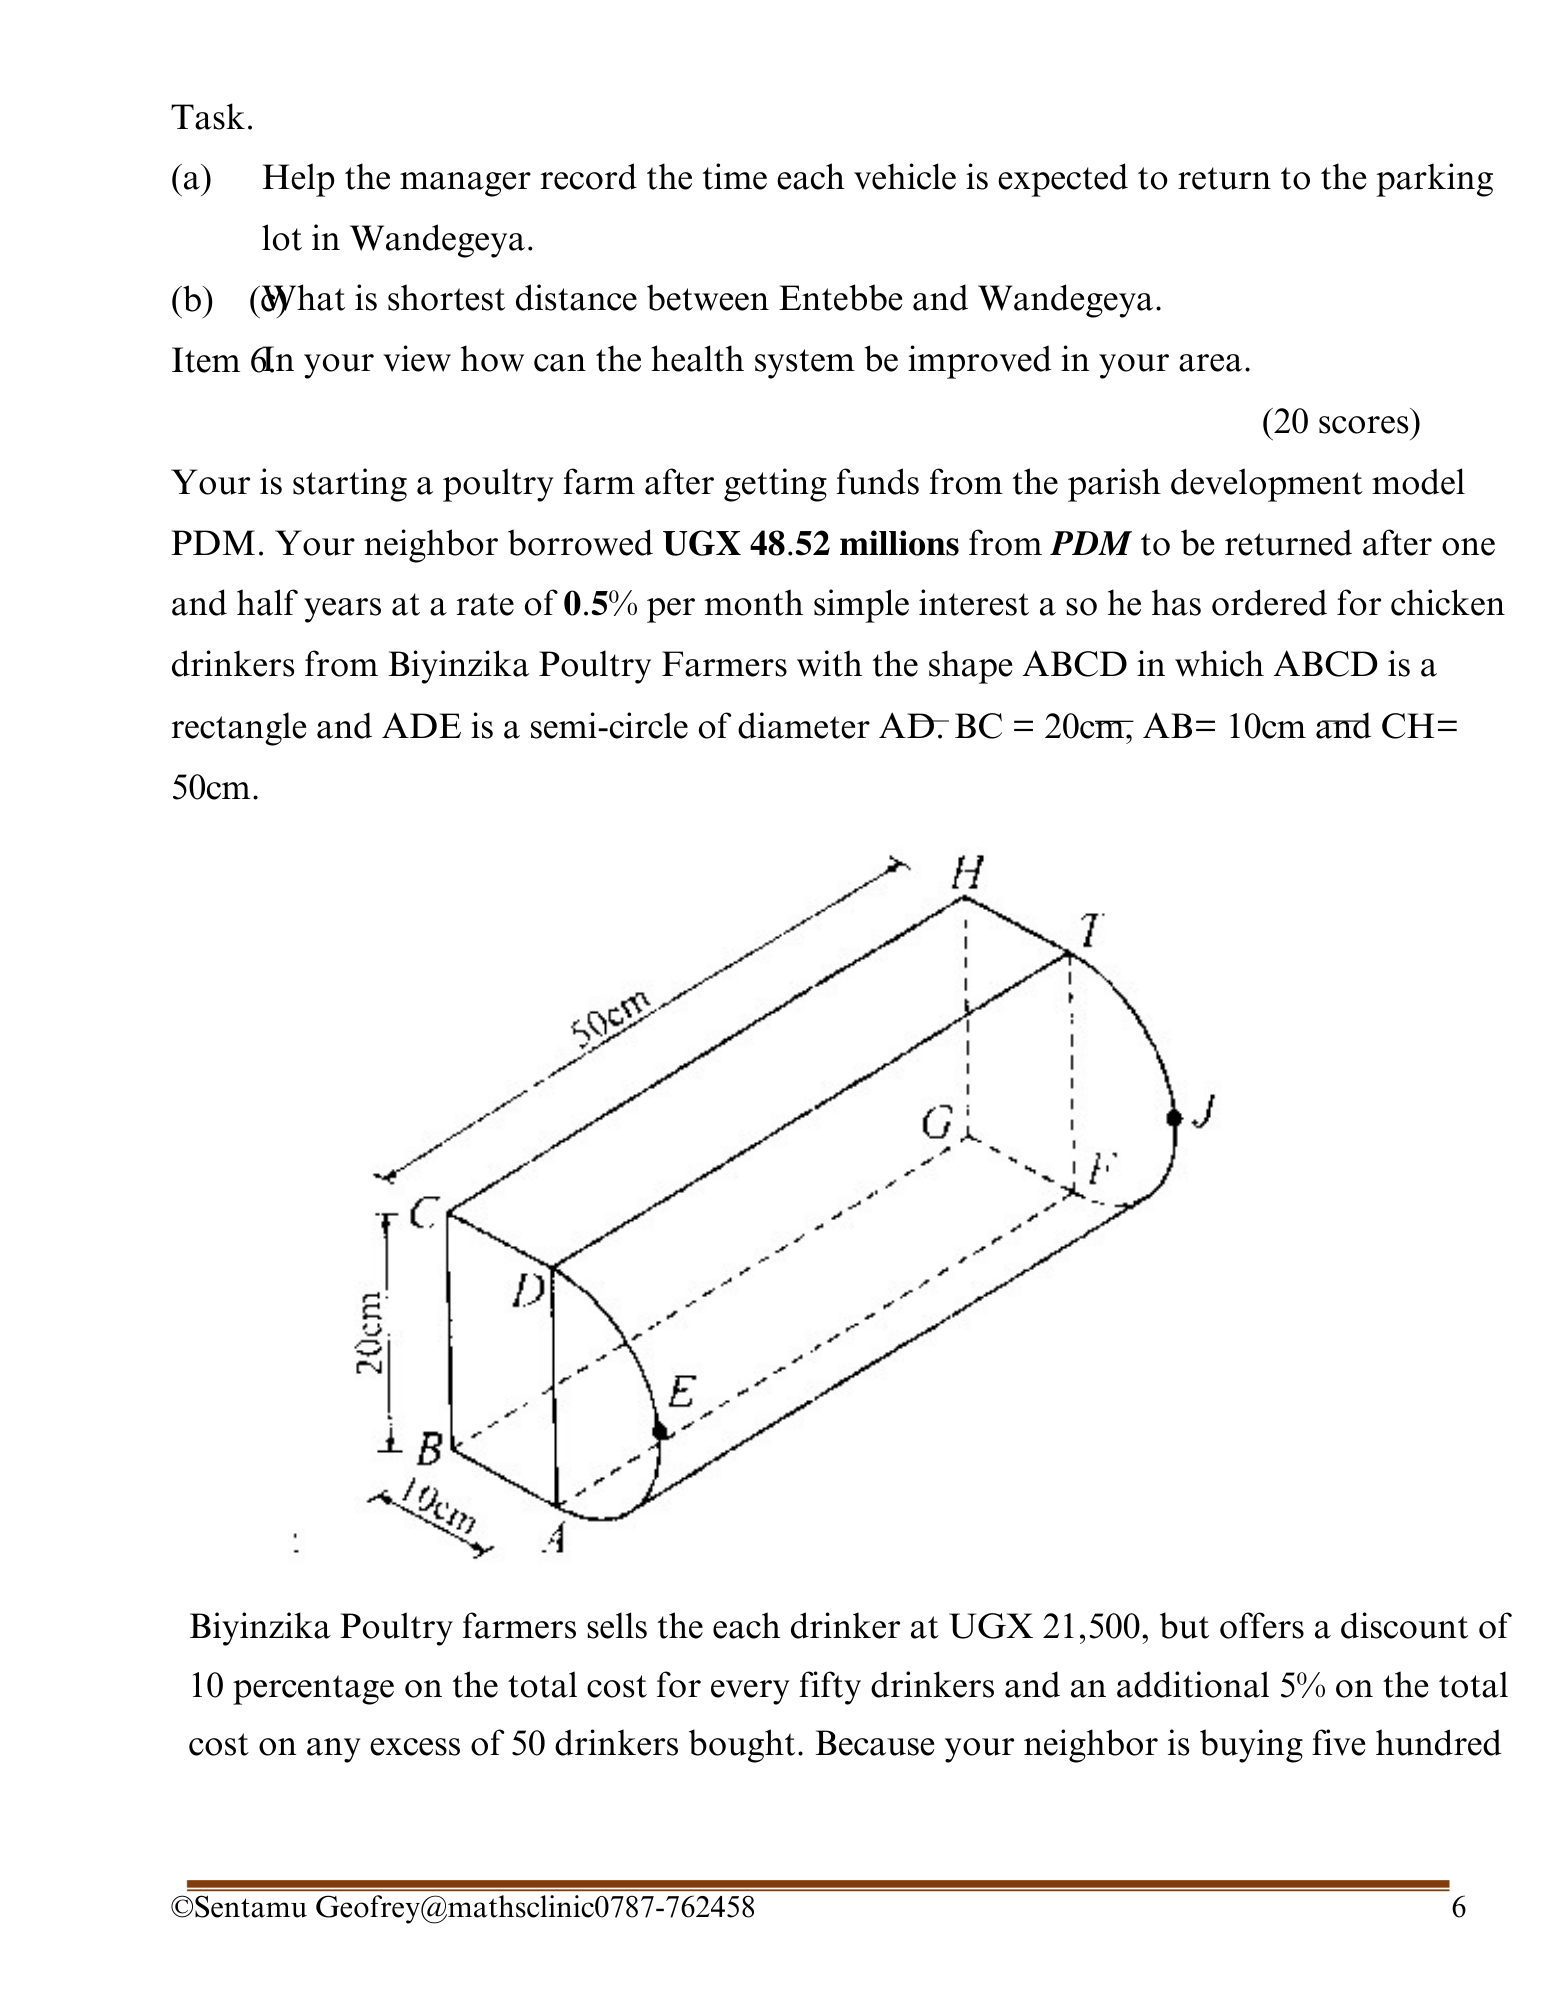 Task.
(a) Help the manager record the time each vehicle is expected to return to the parking
lot in Wandegeya.
(b) (c) What is shortest distance between Entebbe and Wandegeya.
Item 6. In your view how can the health system be improved in your area.
(20 scores)
Your is starting a poultry farm after getting funds from the parish development model
PDM. Your neighbor borrowed UGX 48.52 millions from PDM to be returned after one
and half years at a rate of 0.5% per month simple interest a so he has ordered for chicken
drinkers from Biyinzika Poultry Farmers with the shape ABCD in which ABCD is a
rectangle and ADE is a semi-circle of diameter AD. BC = 20cm, AB= 10cm and CH=
50cm.
H
T
50cm
J
G
F
C
D
20cm
E
B
10cm
A
:
Biyinzika Poultry farmers sells the each drinker at UGX 21,500, but offers a discount of
10 percentage on the total cost for every fifty drinkers and an additional 5% on the total
cost on any excess of 50 drinkers bought. Because your neighbor is buying five hundred
©Sentamu Geofrey@mathsclinic0787-762458 6